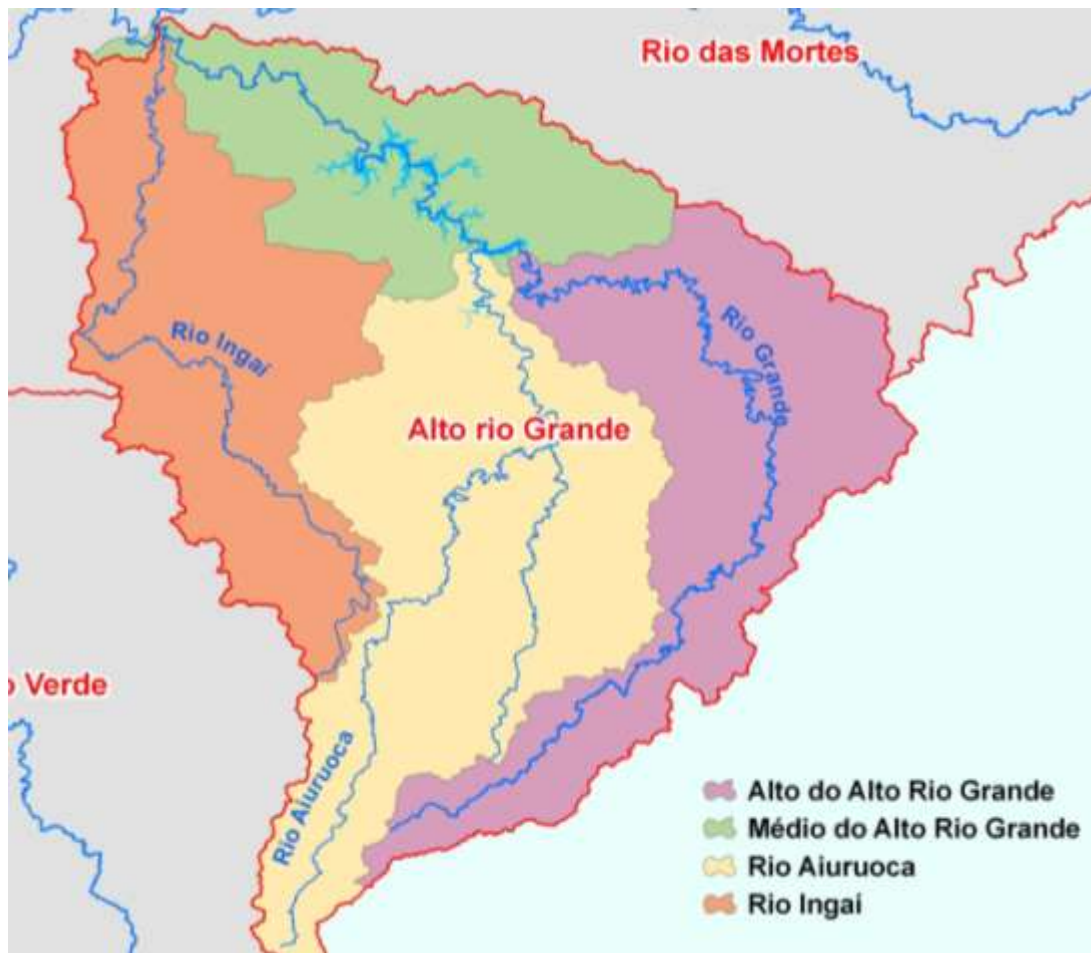 Rio das Mortes
Rio Ingaí
Rio Grande
Alto rio Grande
Verde
Rio Aiuruoca
Alto do Alto Rio Grande
Médio do Alto Rio Grande
Rio Aiuruoca
Rio Ingaí